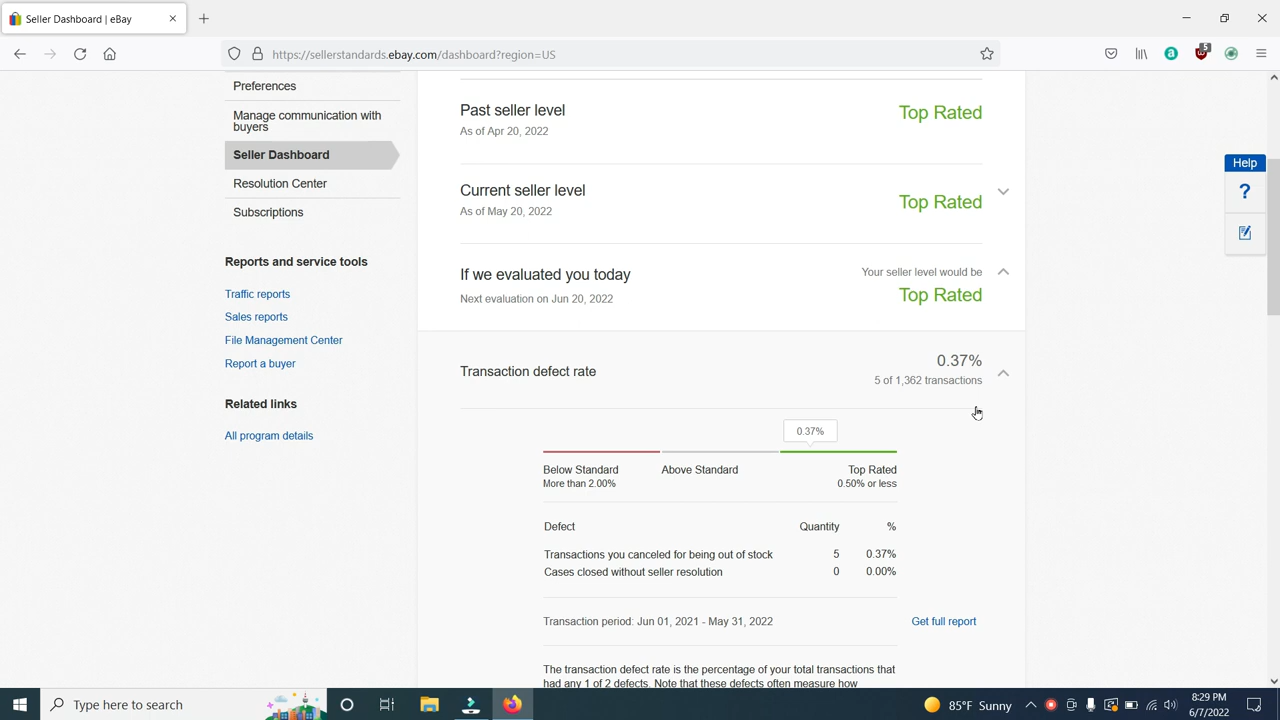 Seller Dashboard | eBay
https://sellerstandards.ebay.com/dashboard?region=US
5
a
Preferences
Manage communication with
buyers
Seller Dashboard
Resolution Center
Subscriptions
Reports and service tools
Traffic reports
Sales reports
File Management Center
Report a buyer
Related links
All program details
Past seller level
As of Apr 20, 2022
Top Rated
Current seller level
As of May 20, 2022
Top Rated
If we evaluated you today
Next evaluation on Jun 20, 2022
Your seller level would be
Top Rated
Transaction defect rate
0.37%
5 of 1,362 transactions
0.37%
Below Standard
More than 2.00%
Above Standard
Top Rated
0.50% or less
Defect Quantity %
Transactions you canceled for being out of stock 5 0.37%
Cases closed without seller resolution 0 0.00%
Transaction period: Jun 01, 2021 - May 31, 2022
Get full report
The transaction defect rate is the percentage of your total transactions that
had any 1 of 2 defects. Note that these defects often measure how
Help
?
Type here to search
85°F Sunny
8:29 PM
6/7/2022